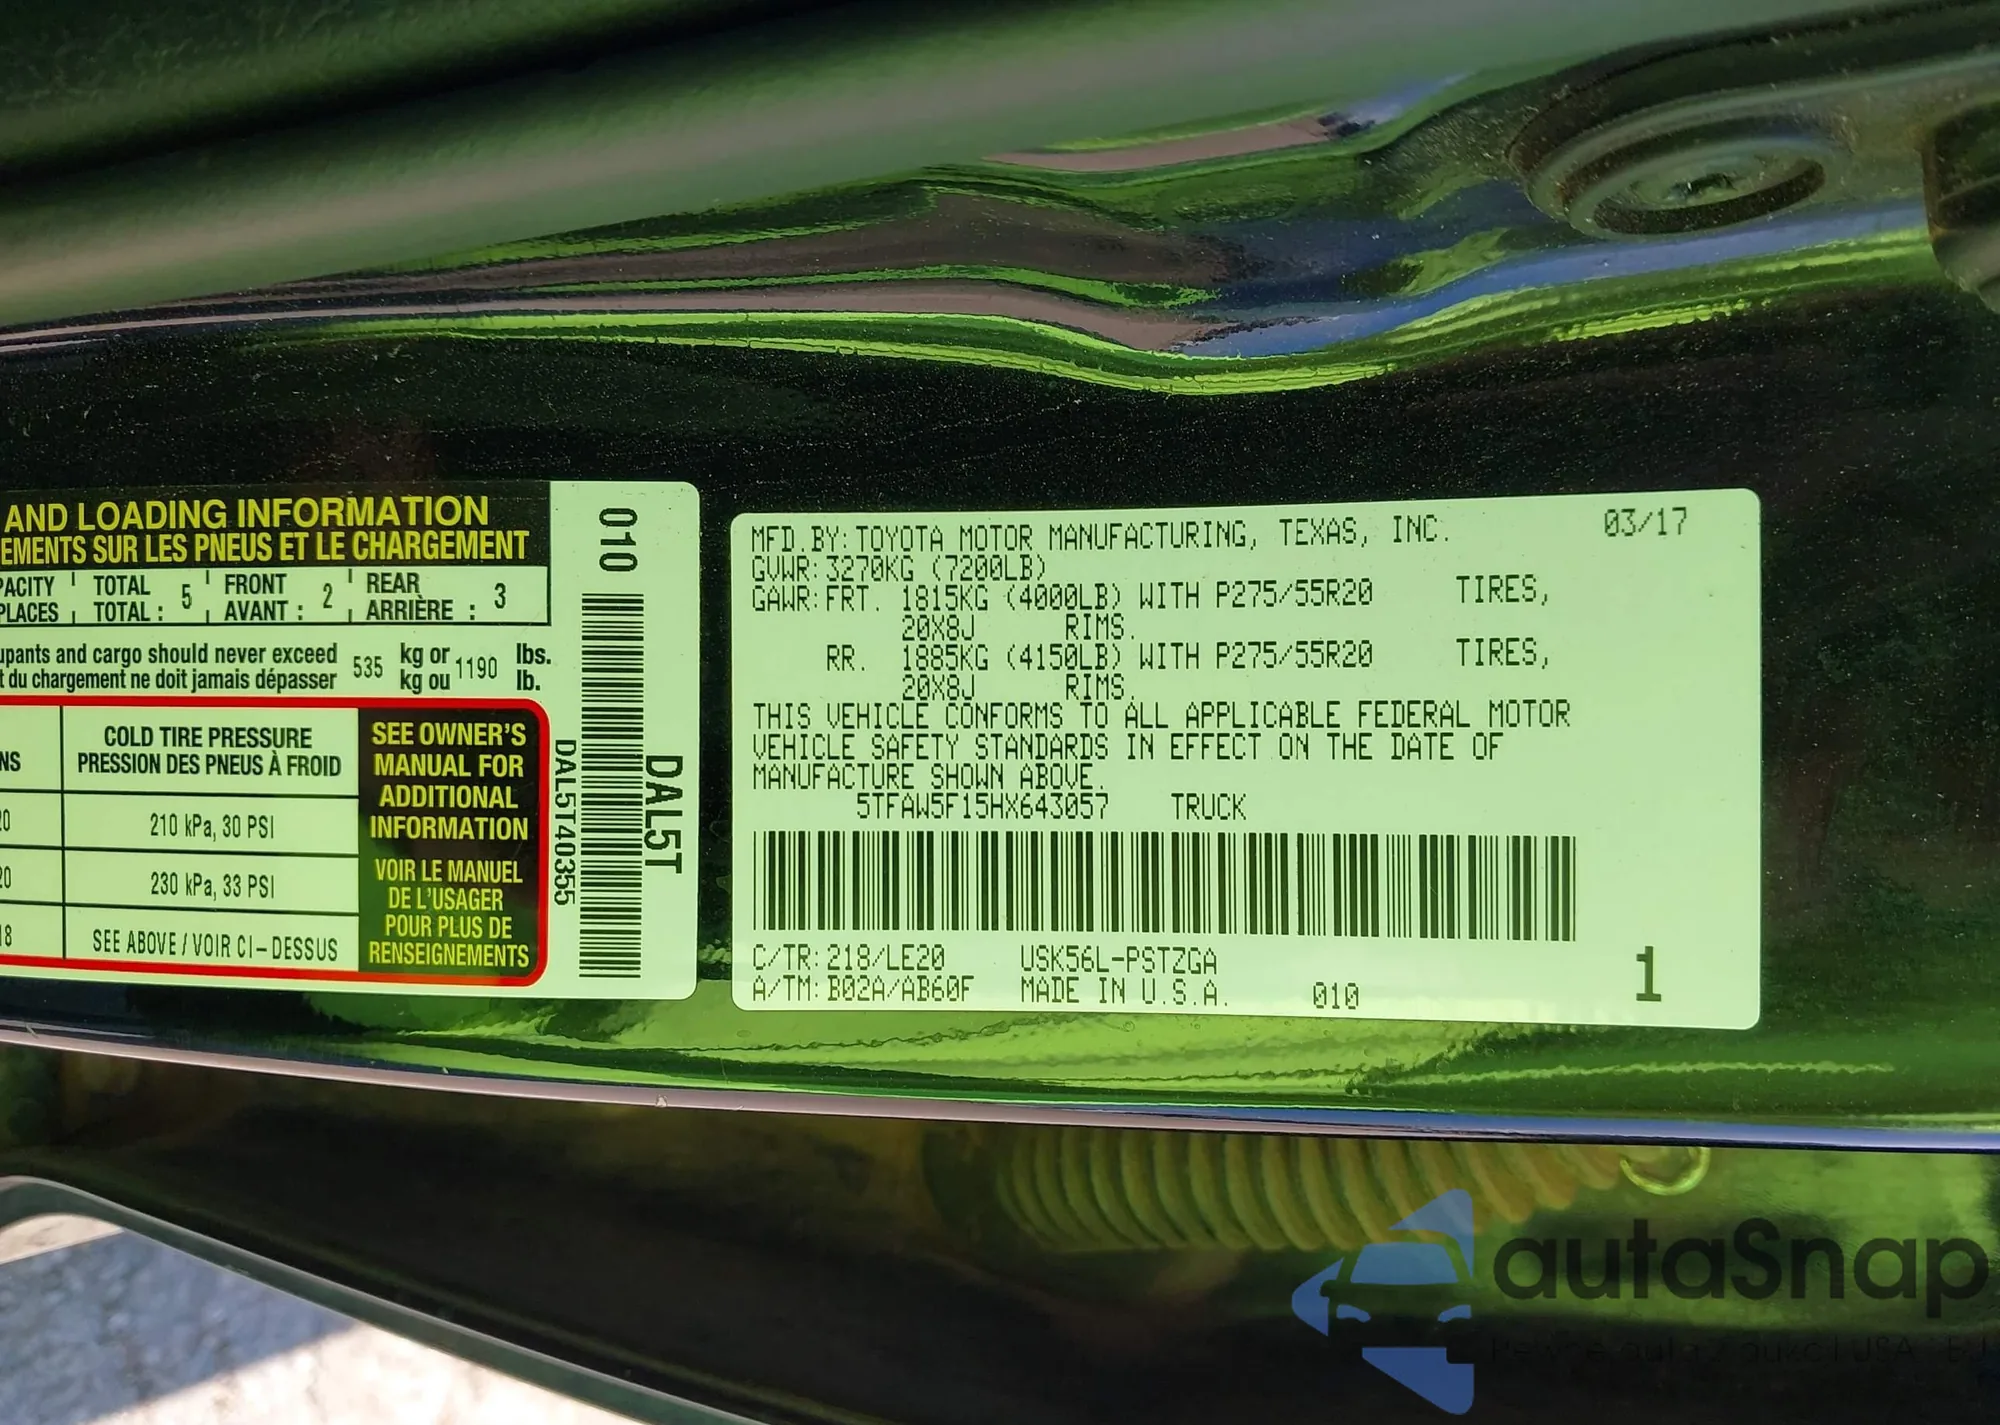 AND LOADING INFORMATION
EMENTS SUR LES PNEUS ET LE CHARGEMENT
PACITY TOTAL 5 FRONT 2 REAR 3
PLACES TOTAL : AVANT : ARRIÈRE :
upants and cargo should never exceed 535 kg or 1190 lbs.
t du chargement ne doit jamais dépasser kg ou lb.
NS
COLD TIRE PRESSURE
PRESSION DES PNEUS À FROID
20 210 kPa, 30 PSI
20 230 kPa, 33 PSI
18 SEE ABOVE / VOIR CI-DESSUS
SEE OWNER'S
MANUAL FOR
ADDITIONAL
INFORMATION
VOIR LE MANUEL
DE L'USAGER
POUR PLUS DE
RENSEIGNEMENTS
010
DAL5T40355
DAL5T
MFD.BY:TOYOTA MOTOR MANUFACTURING, TEXAS, INC. 03/17
GVWR:3270KG (7200LB)
GAWR:FRT. 1815KG (4000LB) WITH P275/55R20 TIRES,
20X8J RIMS.
RR. 1885KG (4150LB) WITH P275/55R20 TIRES,
20X8J RIMS.
THIS VEHICLE CONFORMS TO ALL APPLICABLE FEDERAL MOTOR
VEHICLE SAFETY STANDARDS IN EFFECT ON THE DATE OF
MANUFACTURE SHOWN ABOVE.
5TFAW5F15HX643057 TRUCK
C/TR:218/LE20 USK56L-PSTZGA
A/TM:B02A/AB60F MADE IN U.S.A. 010
1
autaSnap